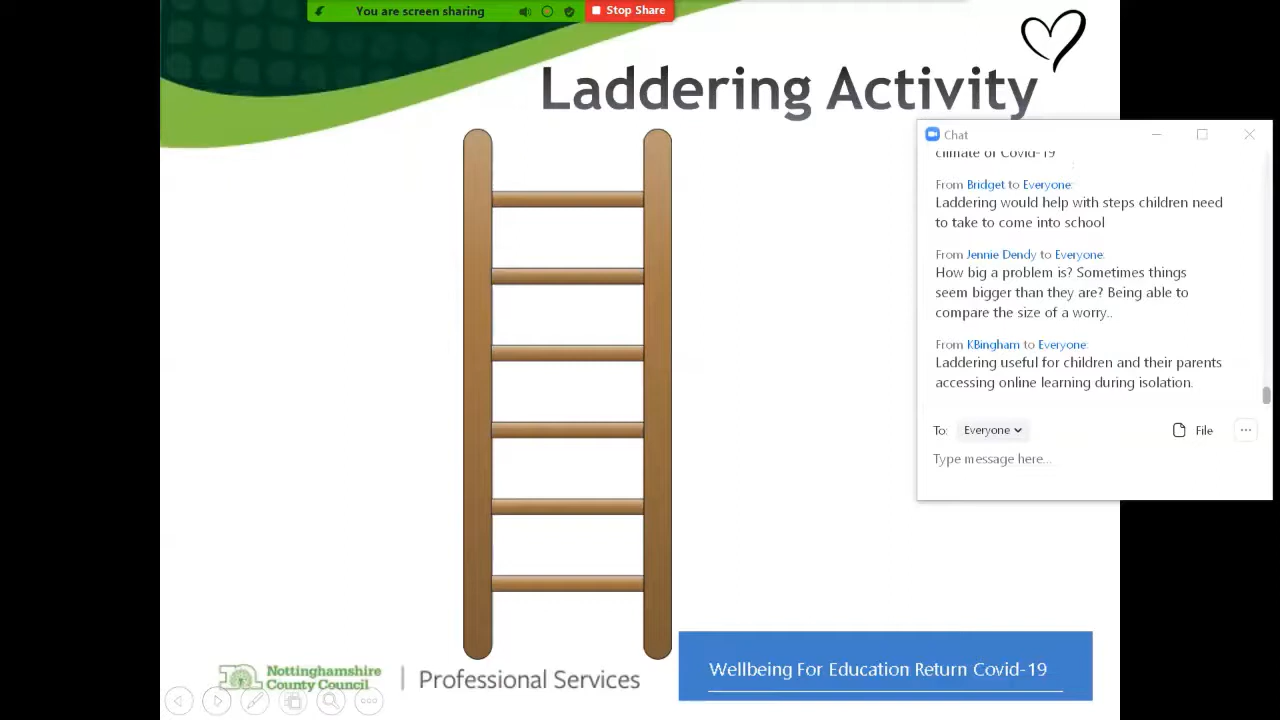 You are screen sharing
Stop Share
Laddering Activity
Chat
climate of Covid-19
From Bridget to Everyone:
Laddering would help with steps children need
to take to come into school
From Jennie Dendy to Everyone:
How big a problem is? Sometimes things
seem bigger than they are? Being able to
compare the size of a worry..
From KBingham to Everyone:
Laddering useful for children and their parents
accessing online learning during isolation.
To: Everyone File
Type message here...
Nottinghamshire
County Council
Professional Services
Wellbeing For Education Return Covid-19